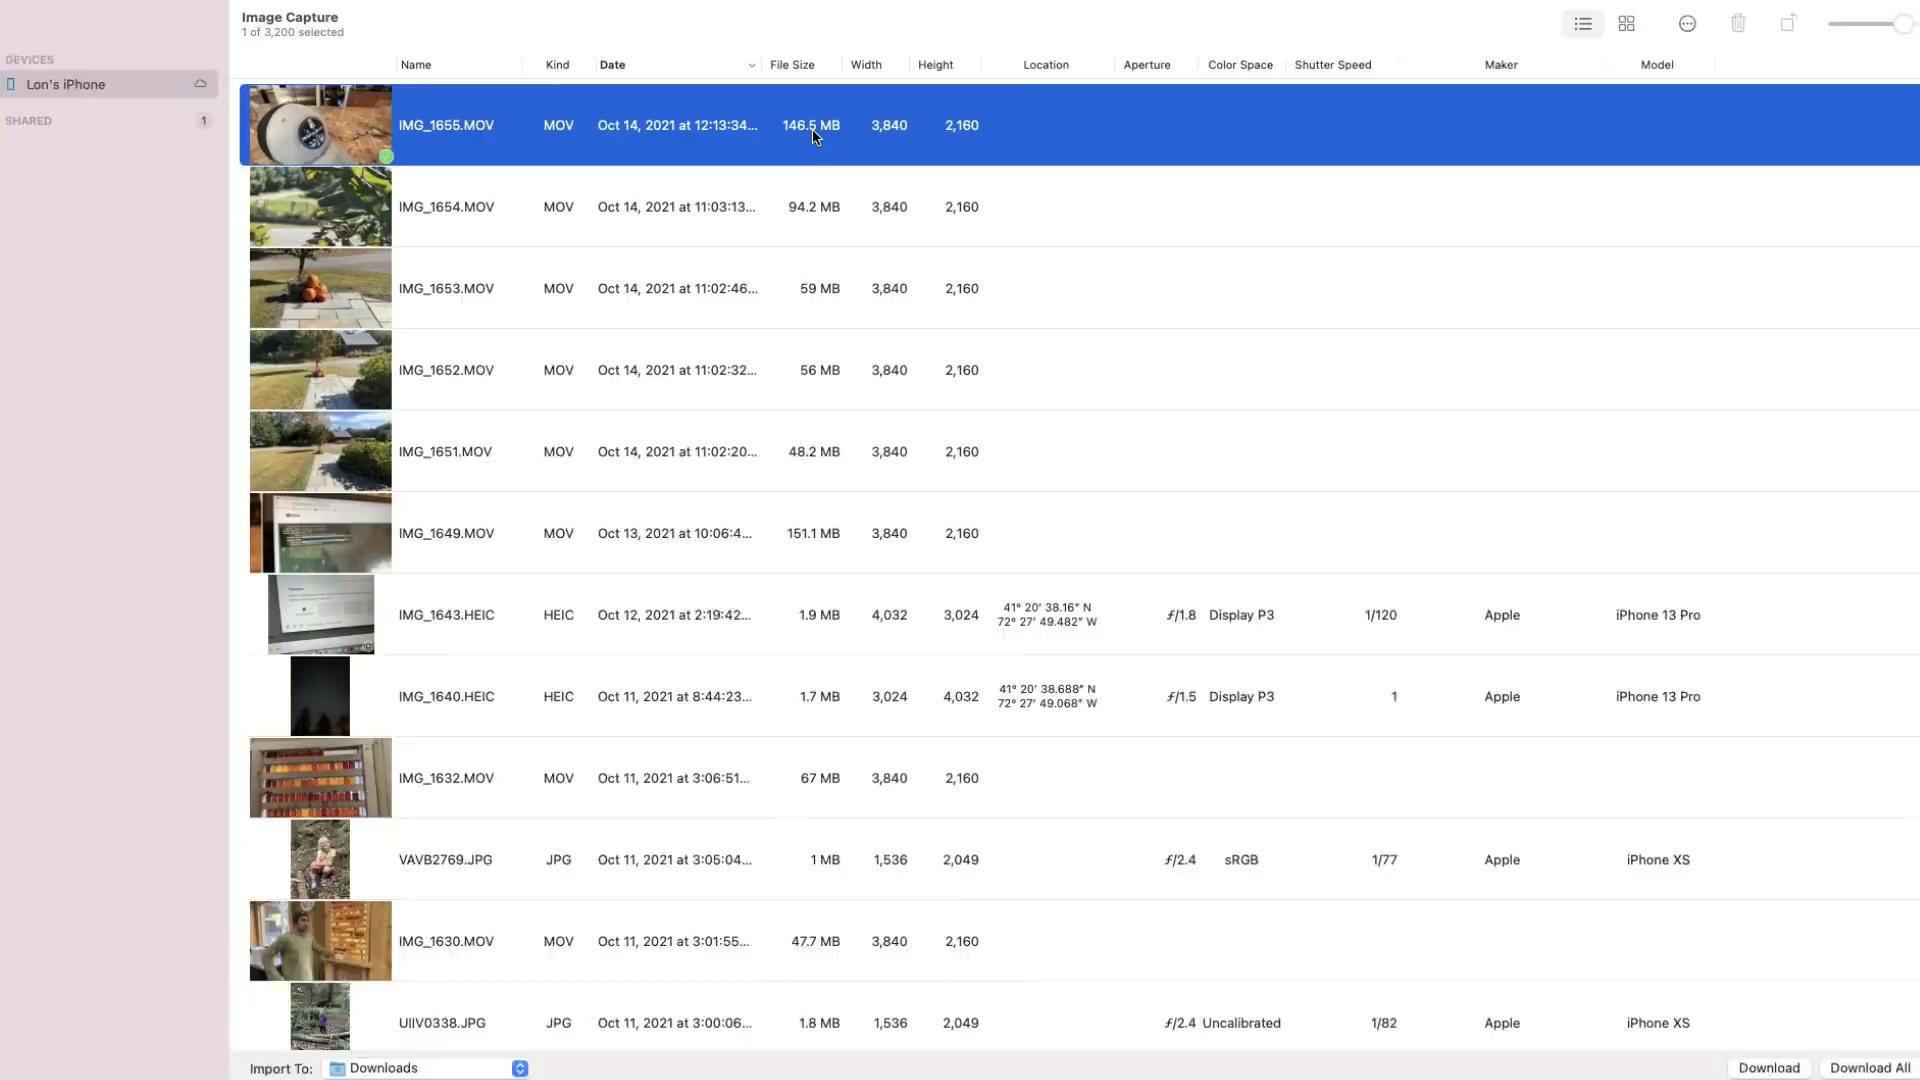 Image Capture
1 of 3,200 selected
DEVICES
Lon's iPhone
SHARED 1
Name Kind Date File Size Width Height Location Aperture Color Space Shutter Speed Maker Model
IMG_1655.MOV MOV Oct 14, 2021 at 12:13:34... 146.5 MB 3,840 2,160
IMG_1654.MOV MOV Oct 14, 2021 at 11:03:13... 94.2 MB 3,840 2,160
IMG_1653.MOV MOV Oct 14, 2021 at 11:02:46... 59 MB 3,840 2,160
IMG_1652.MOV MOV Oct 14, 2021 at 11:02:32... 56 MB 3,840 2,160
IMG_1651.MOV MOV Oct 14, 2021 at 11:02:20... 48.2 MB 3,840 2,160
IMG_1649.MOV MOV Oct 13, 2021 at 10:06:4... 151.1 MB 3,840 2,160
IMG_1643.HEIC HEIC Oct 12, 2021 at 2:19:42... 1.9 MB 4,032 3,024 41° 20' 38.16" N 72° 27' 49.482" W ƒ/1.8 Display P3 1/120 Apple iPhone 13 Pro
IMG_1640.HEIC HEIC Oct 11, 2021 at 8:44:23... 1.7 MB 3,024 4,032 41° 20' 38.688" N 72° 27' 49.068" W ƒ/1.5 Display P3 1 Apple iPhone 13 Pro
IMG_1632.MOV MOV Oct 11, 2021 at 3:06:51... 67 MB 3,840 2,160
VAVB2769.JPG JPG Oct 11, 2021 at 3:05:04... 1 MB 1,536 2,049 ƒ/2.4 sRGB 1/77 Apple iPhone XS
IMG_1630.MOV MOV Oct 11, 2021 at 3:01:55... 47.7 MB 3,840 2,160
UIIV0338.JPG JPG Oct 11, 2021 at 3:00:06... 1.8 MB 1,536 2,049 ƒ/2.4 Uncalibrated 1/82 Apple iPhone XS
Import To: Downloads Download Download All